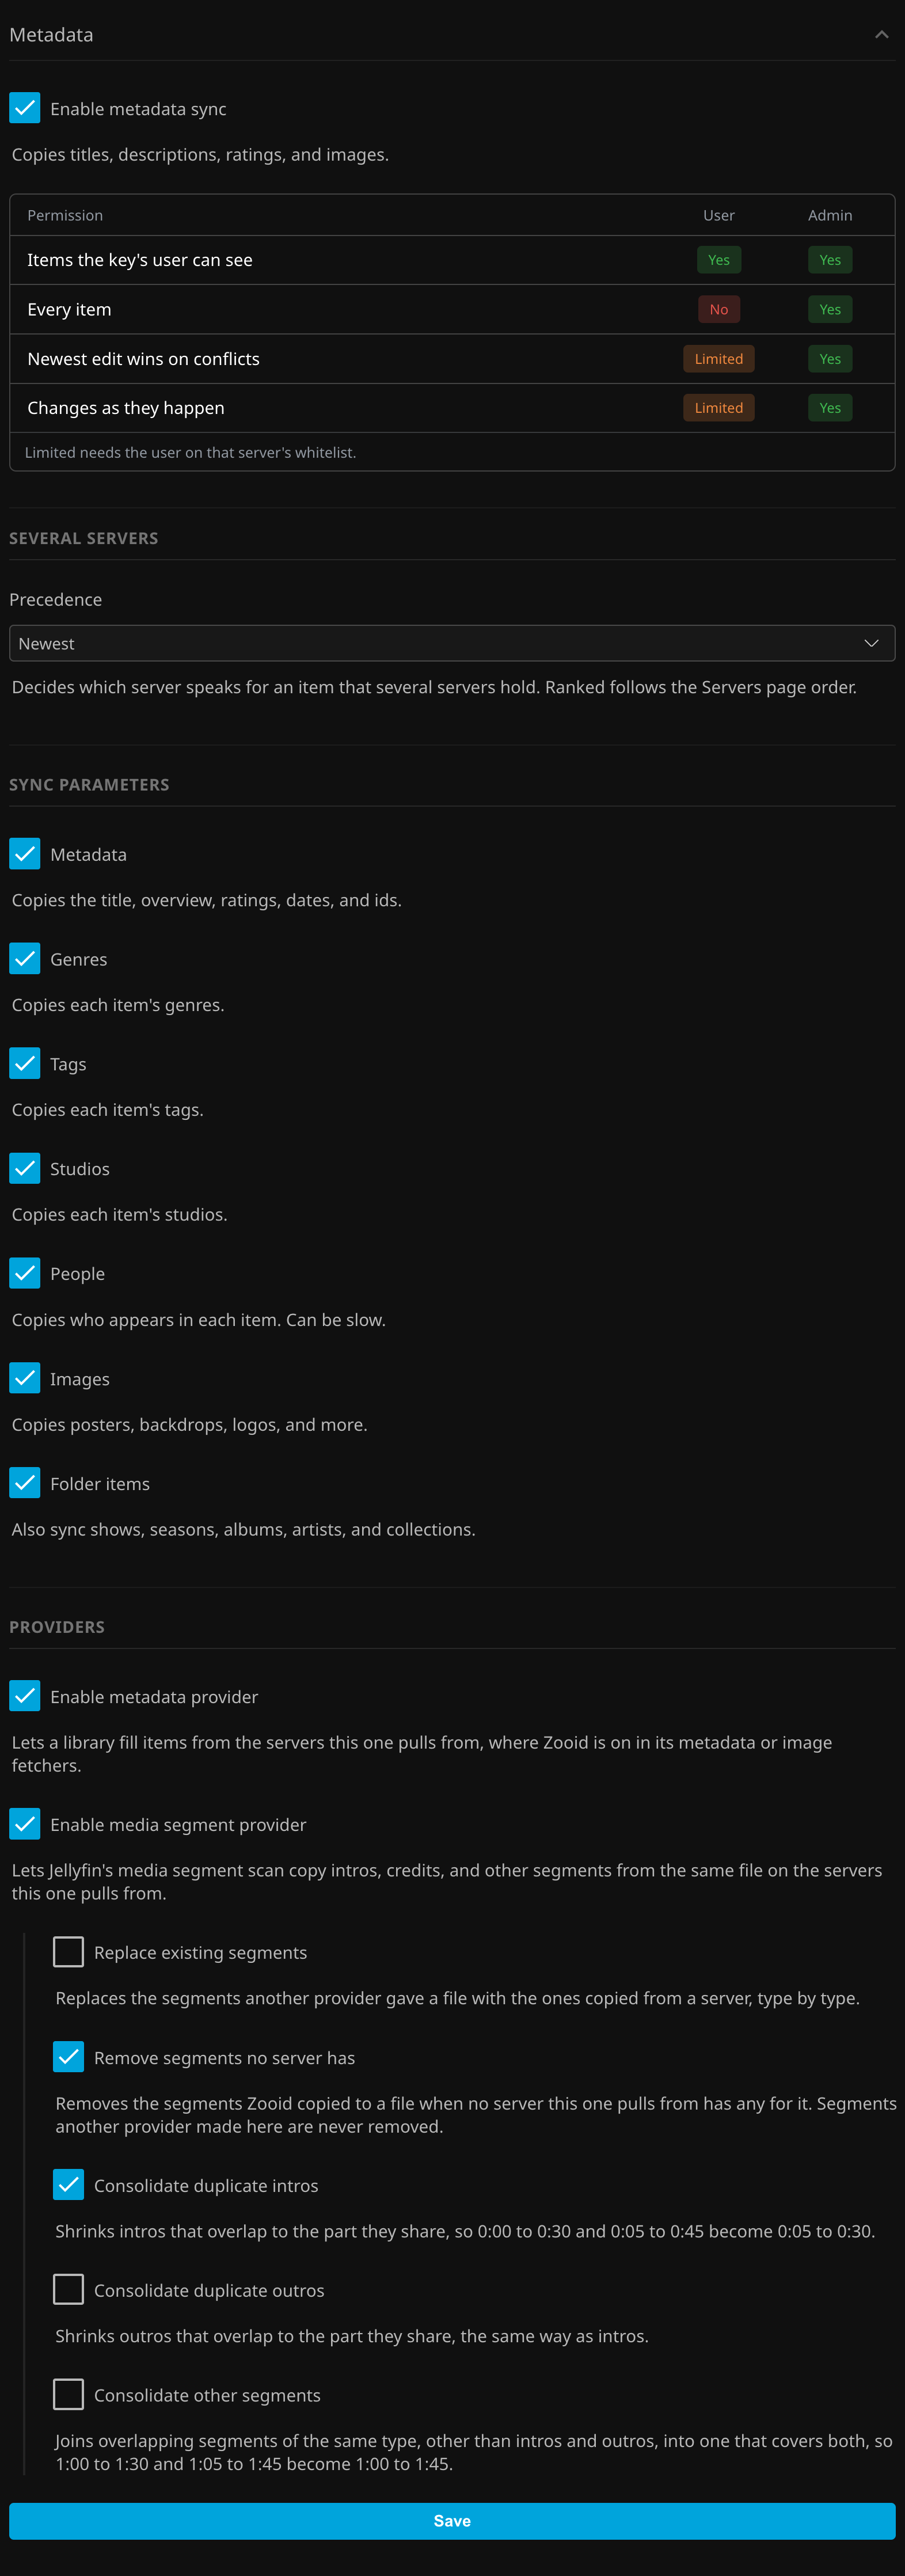 Metadata
Enable metadata sync
Copies titles, descriptions, ratings, and images.
Permission User Admin
Items the key's user can see Yes Yes
Every item No Yes
Newest edit wins on conflicts Limited Yes
Changes as they happen Limited Yes
Limited needs the user on that server's whitelist.
SEVERAL SERVERS
Precedence
Newest
Decides which server speaks for an item that several servers hold. Ranked follows the Servers page order.
SYNC PARAMETERS
Metadata
Copies the title, overview, ratings, dates, and ids.
Genres
Copies each item's genres.
Tags
Copies each item's tags.
Studios
Copies each item's studios.
People
Copies who appears in each item. Can be slow.
Images
Copies posters, backdrops, logos, and more.
Folder items
Also sync shows, seasons, albums, artists, and collections.
PROVIDERS
Enable metadata provider
Lets a library fill items from the servers this one pulls from, where Zooid is on in its metadata or image
fetchers.
Enable media segment provider
Lets Jellyfin's media segment scan copy intros, credits, and other segments from the same file on the servers
this one pulls from.
Replace existing segments
Replaces the segments another provider gave a file with the ones copied from a server, type by type.
Remove segments no server has
Removes the segments Zooid copied to a file when no server this one pulls from has any for it. Segments
another provider made here are never removed.
Consolidate duplicate intros
Shrinks intros that overlap to the part they share, so 0:00 to 0:30 and 0:05 to 0:45 become 0:05 to 0:30.
Consolidate duplicate outros
Shrinks outros that overlap to the part they share, the same way as intros.
Consolidate other segments
Joins overlapping segments of the same type, other than intros and outros, into one that covers both, so
1:00 to 1:30 and 1:05 to 1:45 become 1:00 to 1:45.
Save